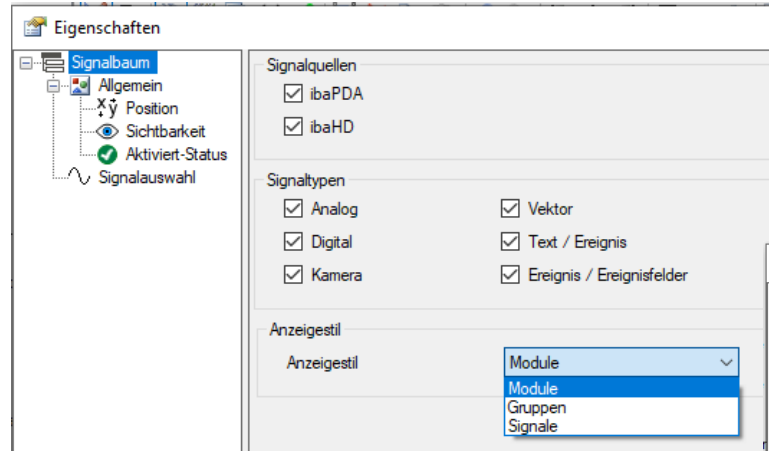 Eigenschaften
Signalbaum
Allgemein
Position
Sichtbarkeit
Aktiviert-Status
Signalauswahl
Signalquellen
ibaPDA
ibaHD
Signaltypen
Analog
Vektor
Digital
Text / Ereignis
Kamera
Ereignis / Ereignisfelder
Anzeigestil
Anzeigestil
Module
Module
Gruppen
Signale